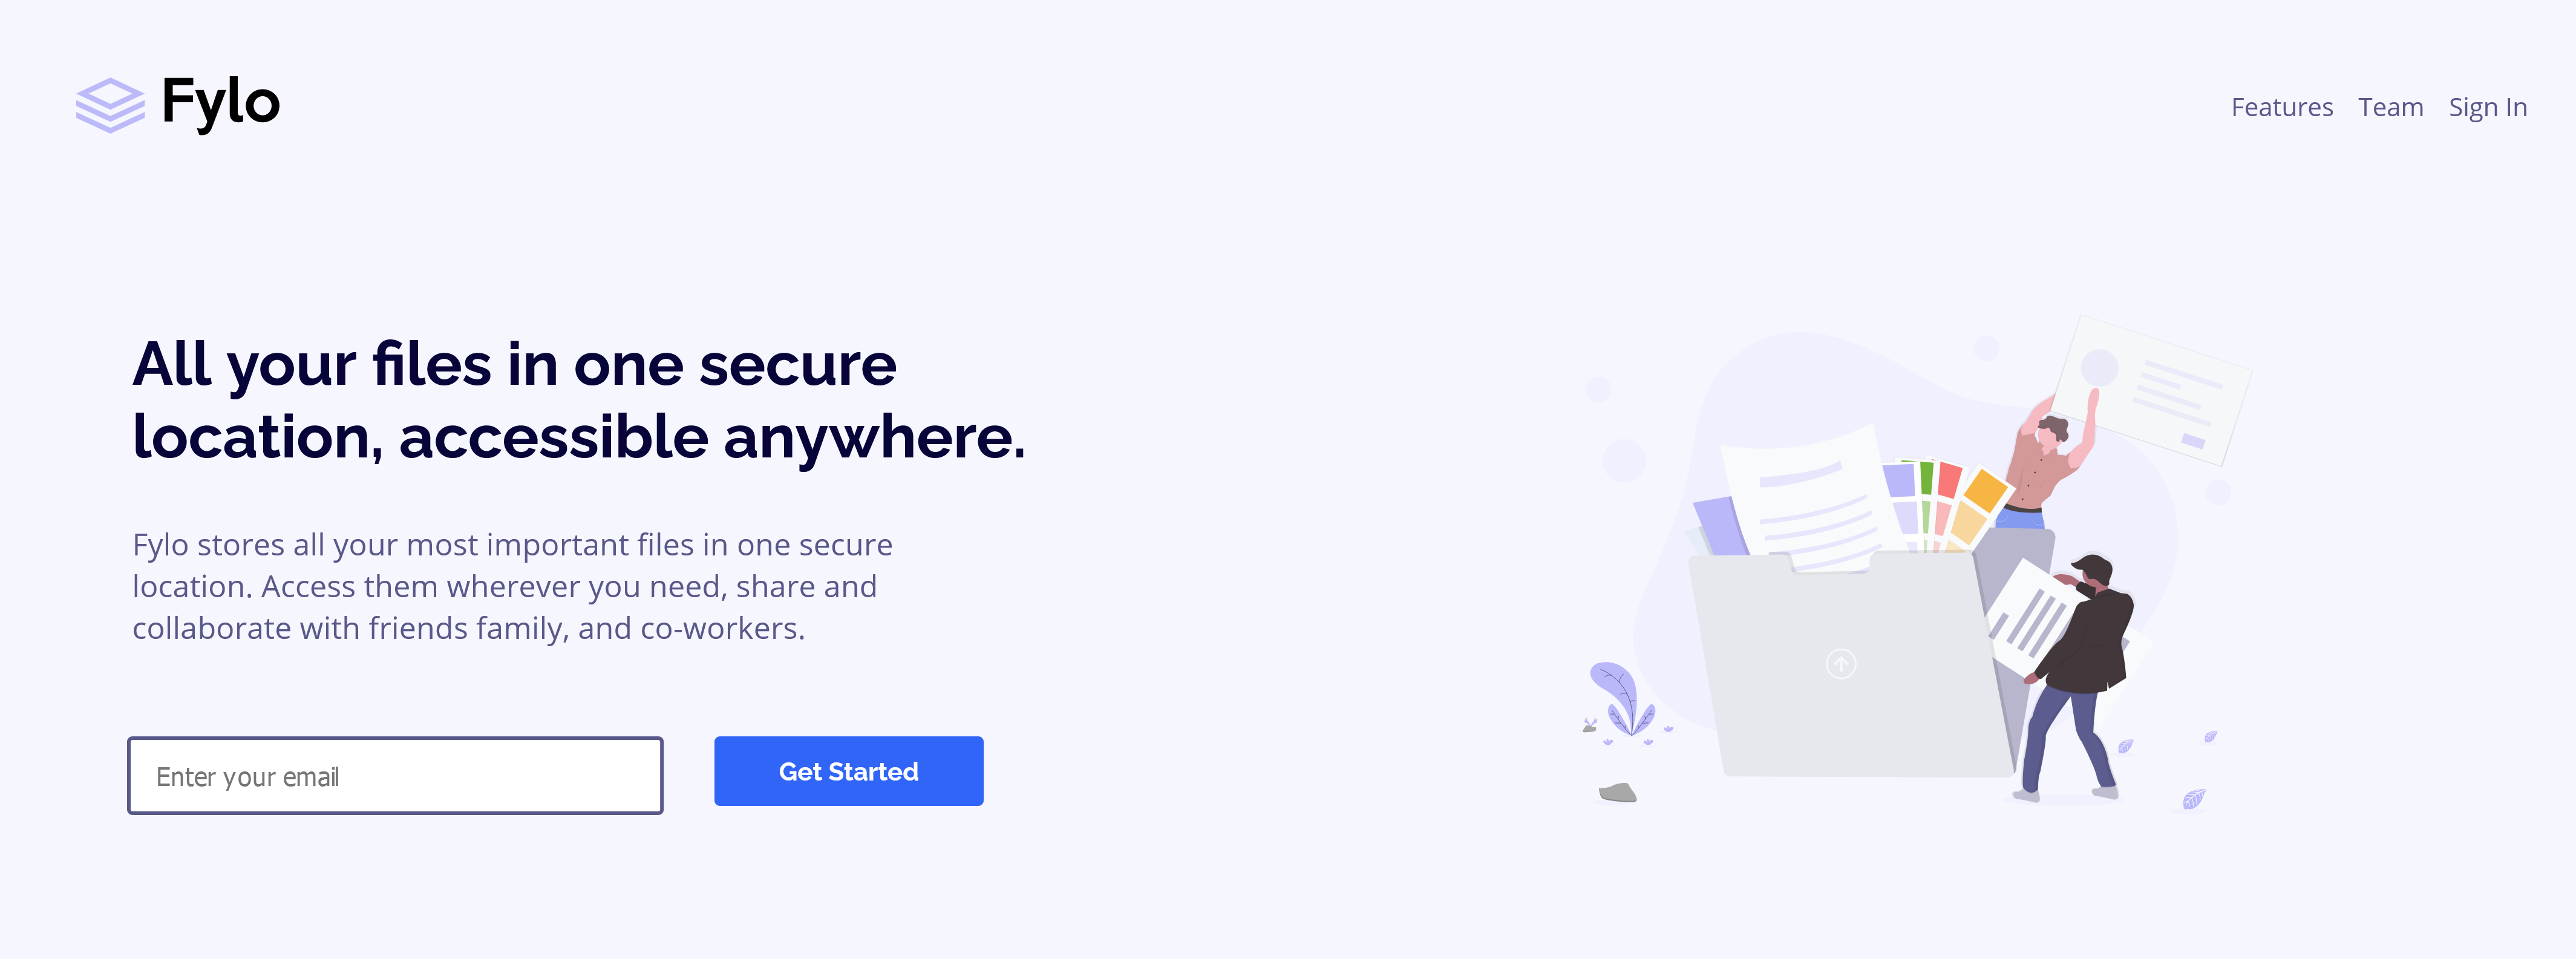 Fylo
Features Team Sign In
All your files in one secure
location, accessible anywhere.
Fylo stores all your most important files in one secure
location. Access them wherever you need, share and
collaborate with friends family, and co-workers.
Enter your email
Get Started